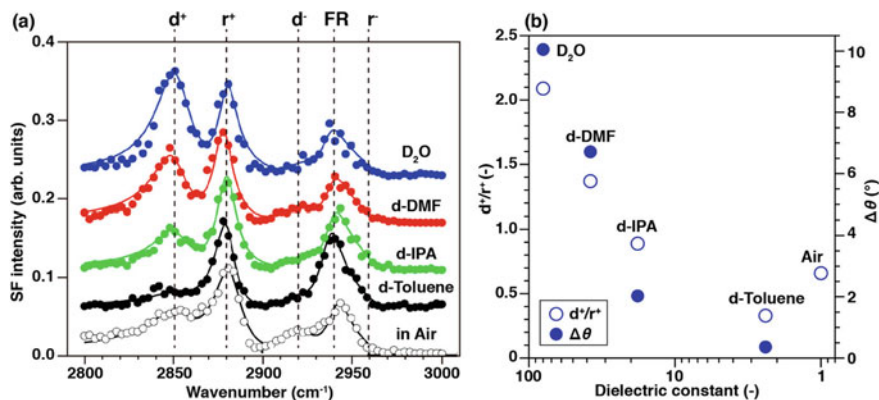 (a)
d⁺ r⁺ d⁻ FR r⁻
0.4
0.3
0.2
0.1
0.0
SF intensity (arb. units)
D₂O
d-DMF
d-IPA
d-Toluene
in Air
2800 2850 2900 2950 3000
Wavenumber (cm⁻¹)
(b)
2.5
2.0
1.5
1.0
0.5
0
d⁺/r⁺ (-)
D₂O
d-DMF
d-IPA
d-Toluene
Air
d⁺/r⁺
Δθ
10
8
6
4
2
0
Δθ (°)
100 10 1
Dielectric constant (-)